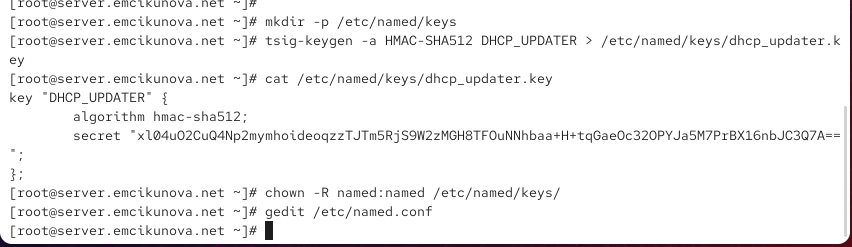 [root@server.emcikunova.net ~]#
[root@server.emcikunova.net ~]# mkdir -p /etc/named/keys
[root@server.emcikunova.net ~]# tsig-keygen -a HMAC-SHA512 DHCP_UPDATER > /etc/named/keys/dhcp_updater.k
ey
[root@server.emcikunova.net ~]# cat /etc/named/keys/dhcp_updater.key
key "DHCP_UPDATER" {
        algorithm hmac-sha512;
        secret "xl04uO2CuQ4Np2mymhoideoqzzTJTm5RjS9W2zMGH8TFOuNNhbaa+H+tqGaeOc32OPYJa5M7PrBX16nbJC3Q7A==
";
};
[root@server.emcikunova.net ~]# chown -R named:named /etc/named/keys/
[root@server.emcikunova.net ~]# gedit /etc/named.conf
[root@server.emcikunova.net ~]#